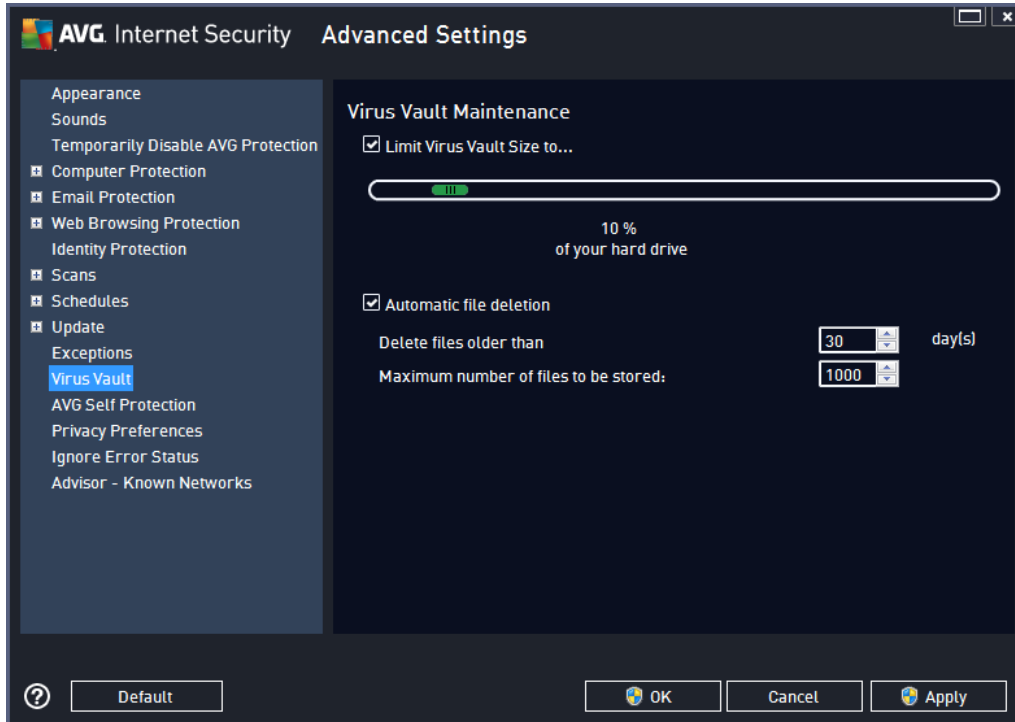 AVG. Internet Security Advanced Settings
Appearance
Sounds
Temporarily Disable AVG Protection
Computer Protection
Email Protection
Web Browsing Protection
Identity Protection
Scans
Schedules
Update
Exceptions
Virus Vault
AVG Self Protection
Privacy Preferences
Ignore Error Status
Advisor - Known Networks
Virus Vault Maintenance
Limit Virus Vault Size to...
10 %
of your hard drive
Automatic file deletion
Delete files older than 30 day(s)
Maximum number of files to be stored: 1000
? Default OK Cancel Apply